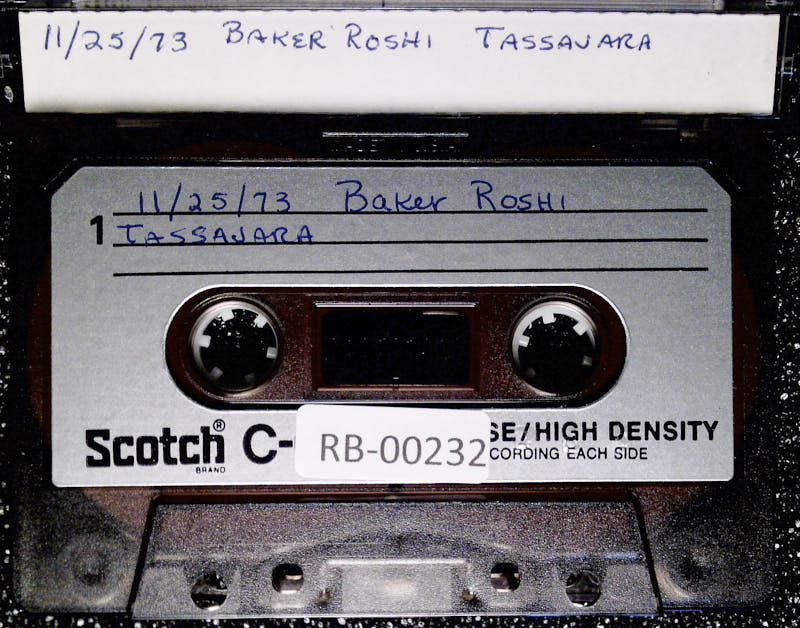 11/25/73 BAKER ROSHI TASSAJARA
11/25/73 Baker Roshi
1 TASSAJARA
Scotch® C- SE/HIGH DENSITY
BRAND CORDING EACH SIDE
RB-00232